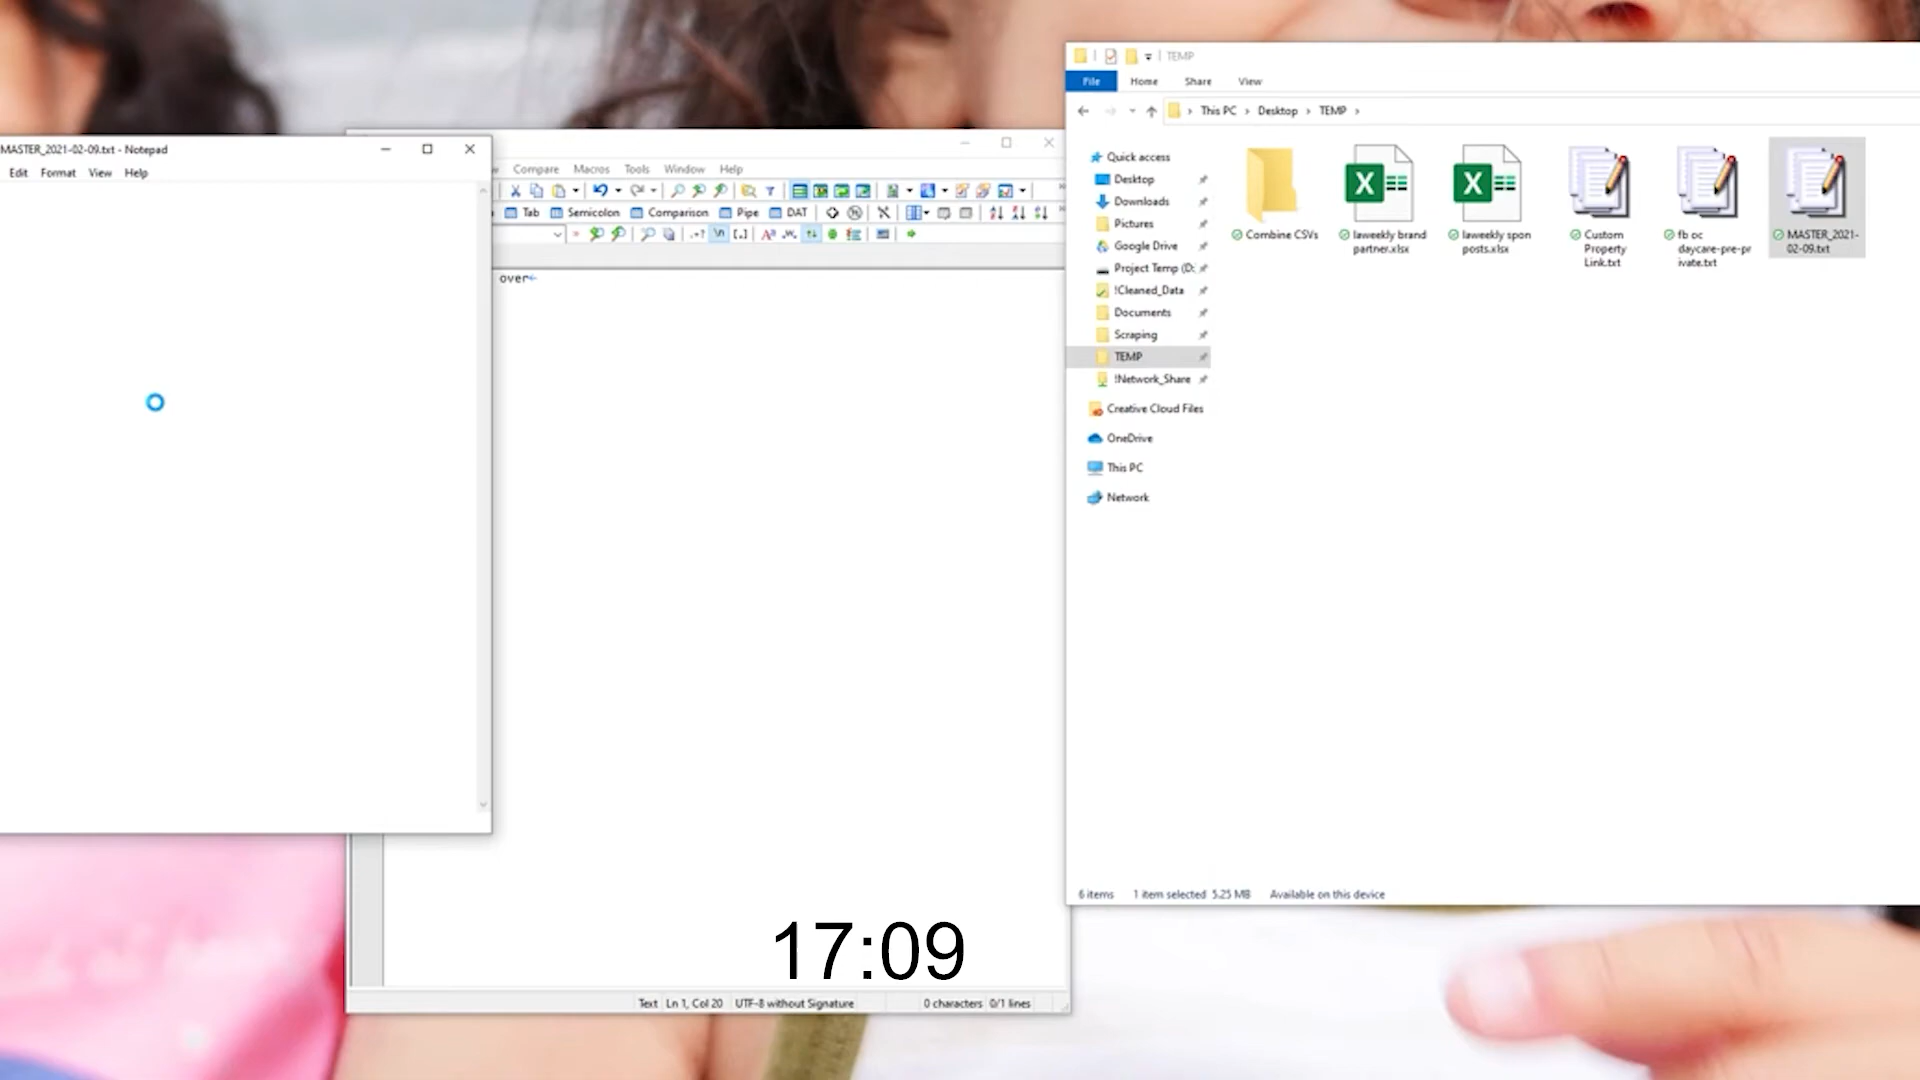 MASTER_2021-02-09.txt - Notepad
Edit Format View Help
Compare Macros Tools Window Help
Tab Semicolon Comparison Pipe DAT
over
17:09
Text Ln 1, Col 20 UTF-8 without Signature 0 characters 0/1 lines
TEMP
File Home Share View
This PC > Desktop > TEMP >
Quick access
Desktop
Downloads
Pictures
Google Drive
Project Temp (D:
!Cleaned_Data
Documents
Scraping
TEMP
!Network_Share
Creative Cloud Files
OneDrive
This PC
Network
Combine CSVs
laweekly brand
partner.xlsx
laweekly spon
posts.xlsx
Custom
Property
Link.txt
fb oc
daycare-pre-pr
ivate.txt
MASTER_2021-
02-09.txt
6 items 1 item selected 5.25 MB Available on this device